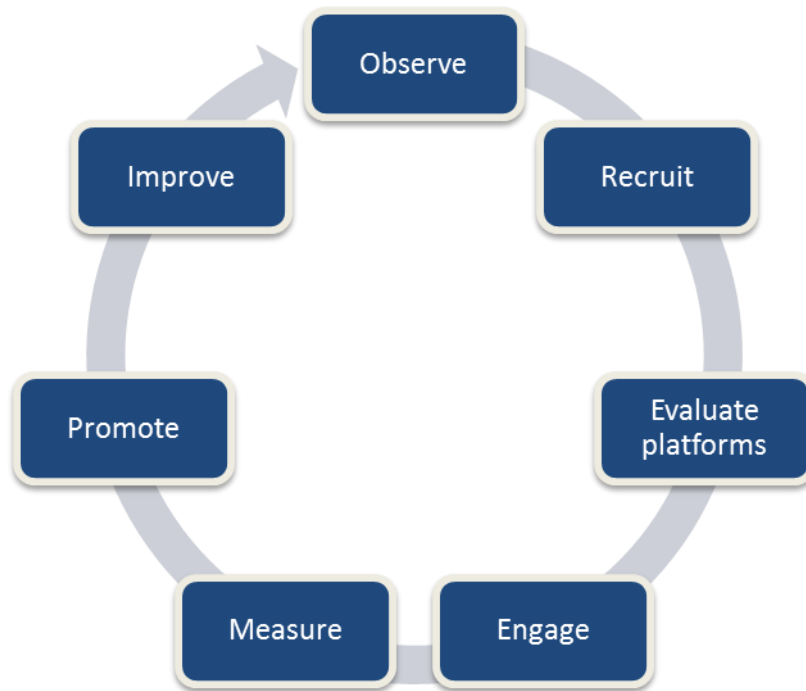 Observe
Recruit
Evaluate
platforms
Engage
Measure
Promote
Improve